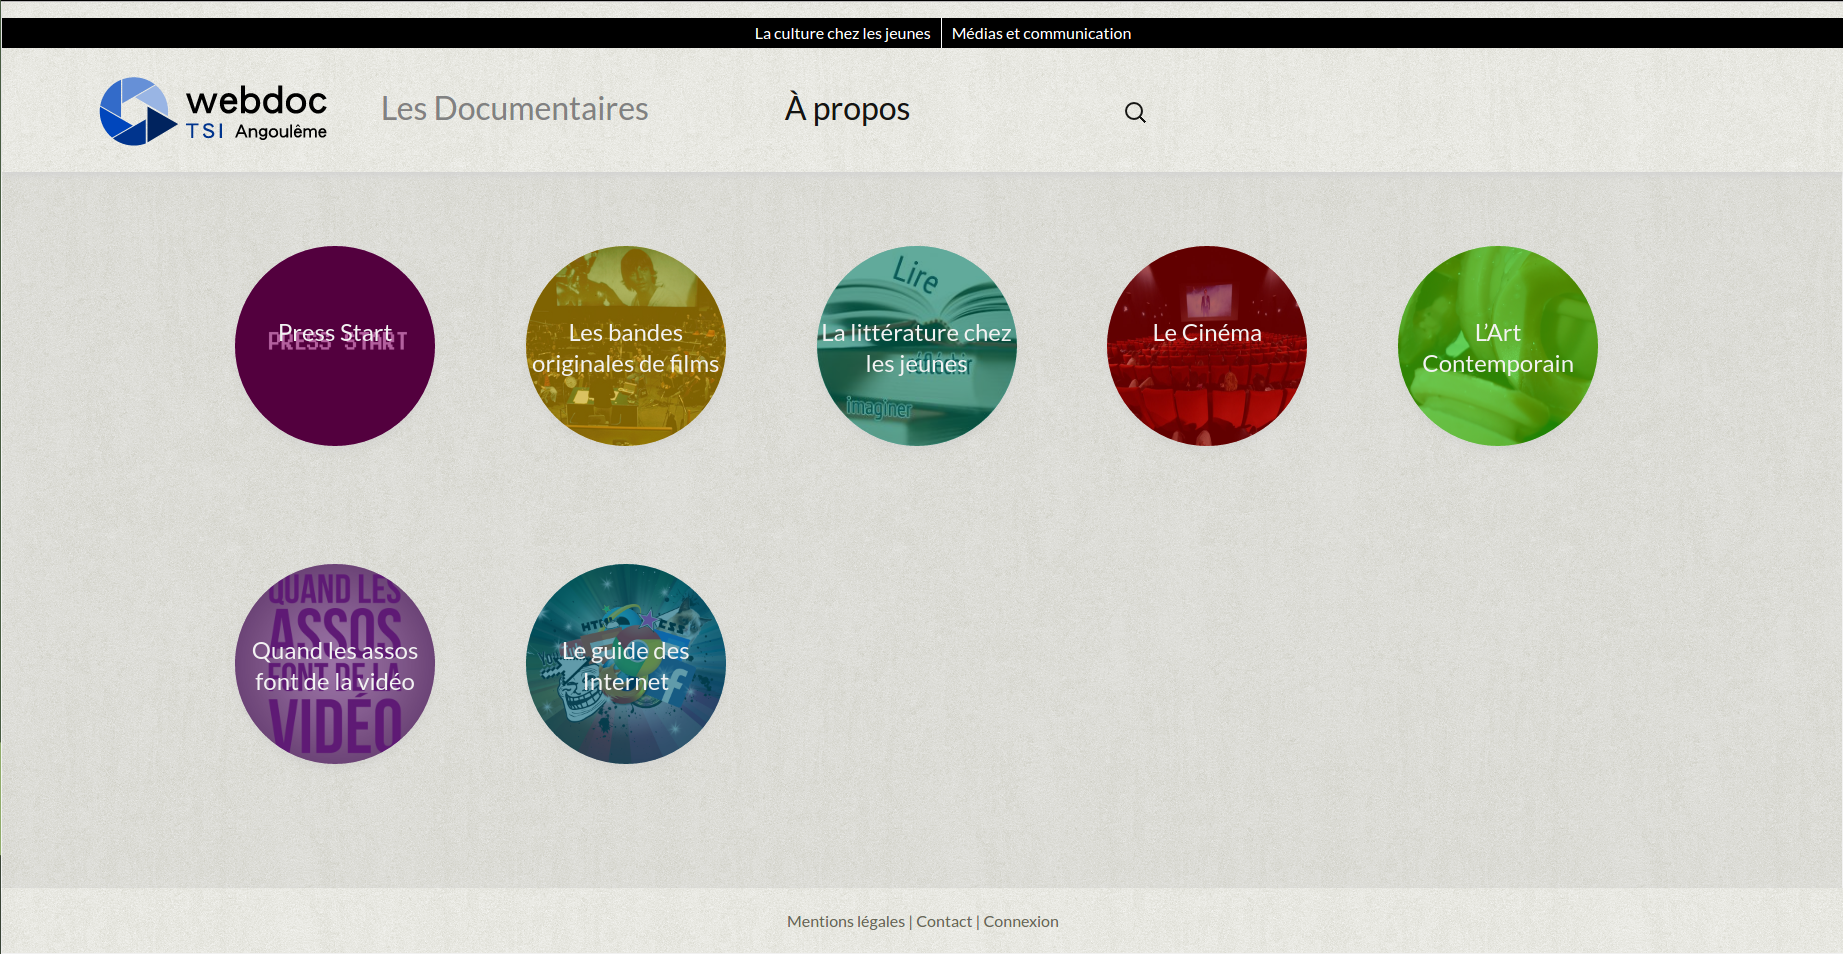 La culture chez les jeunes
Médias et communication
webdoc
TSI Angoulême
Les Documentaires
À propos
Press Start
PRESS START
Les bandes
originales de films
Lire
La littérature chez
les jeunes
réfléchir
imaginer
Le Cinéma
L'Art
Contemporain
QUAND LES
ASSOS
FONT DE LA
VIDÉO
Quand les assos
font de la vidéo
Le guide des
Internet
Mentions légales | Contact | Connexion